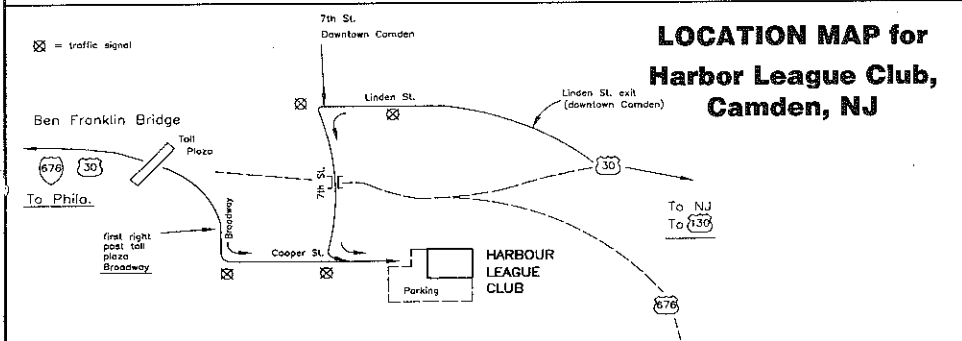 LOCATION MAP for
Harbor League Club,
Camden, NJ
= traffic signal
7th St.
Downtown Camden
Linden St.
Linden St. exit
(downtown Camden)
Ben Franklin Bridge
Toll
Plaza
676
30
To Phila.
7th St.
30
To NJ
To 130
first right
post toll
plaza
Broadway
Broadway
Cooper St.
HARBOUR
LEAGUE
CLUB
Parking
676